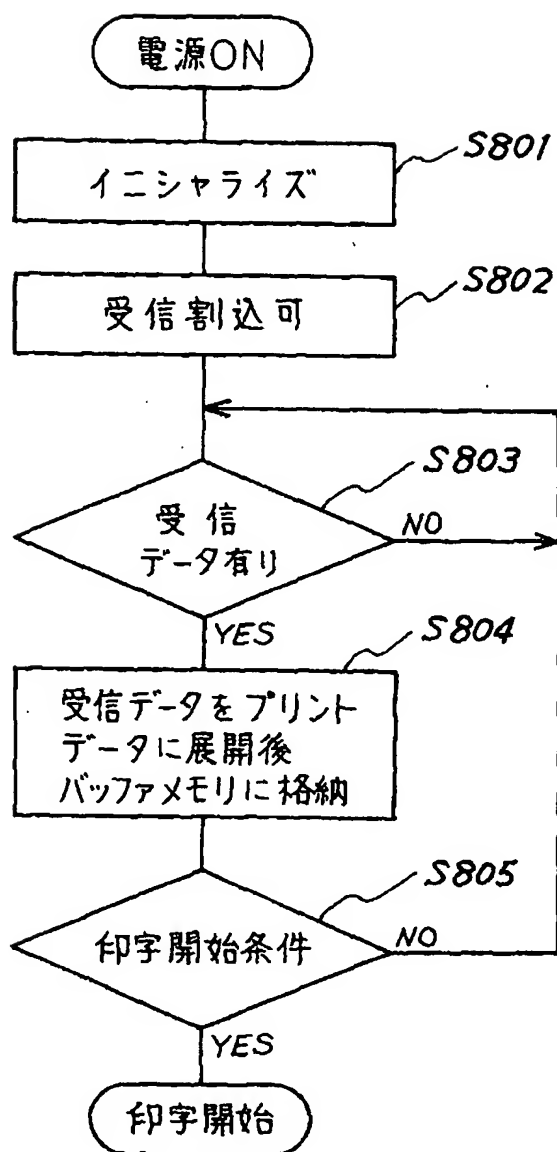 電源ON
イニシャライズ
S801
受信割込可
S802
受信
データ有り
S803
NO
YES
受信データをプリント
データに展開後
バッファメモリに格納
S804
印字開始条件
S805
NO
YES
印字開始